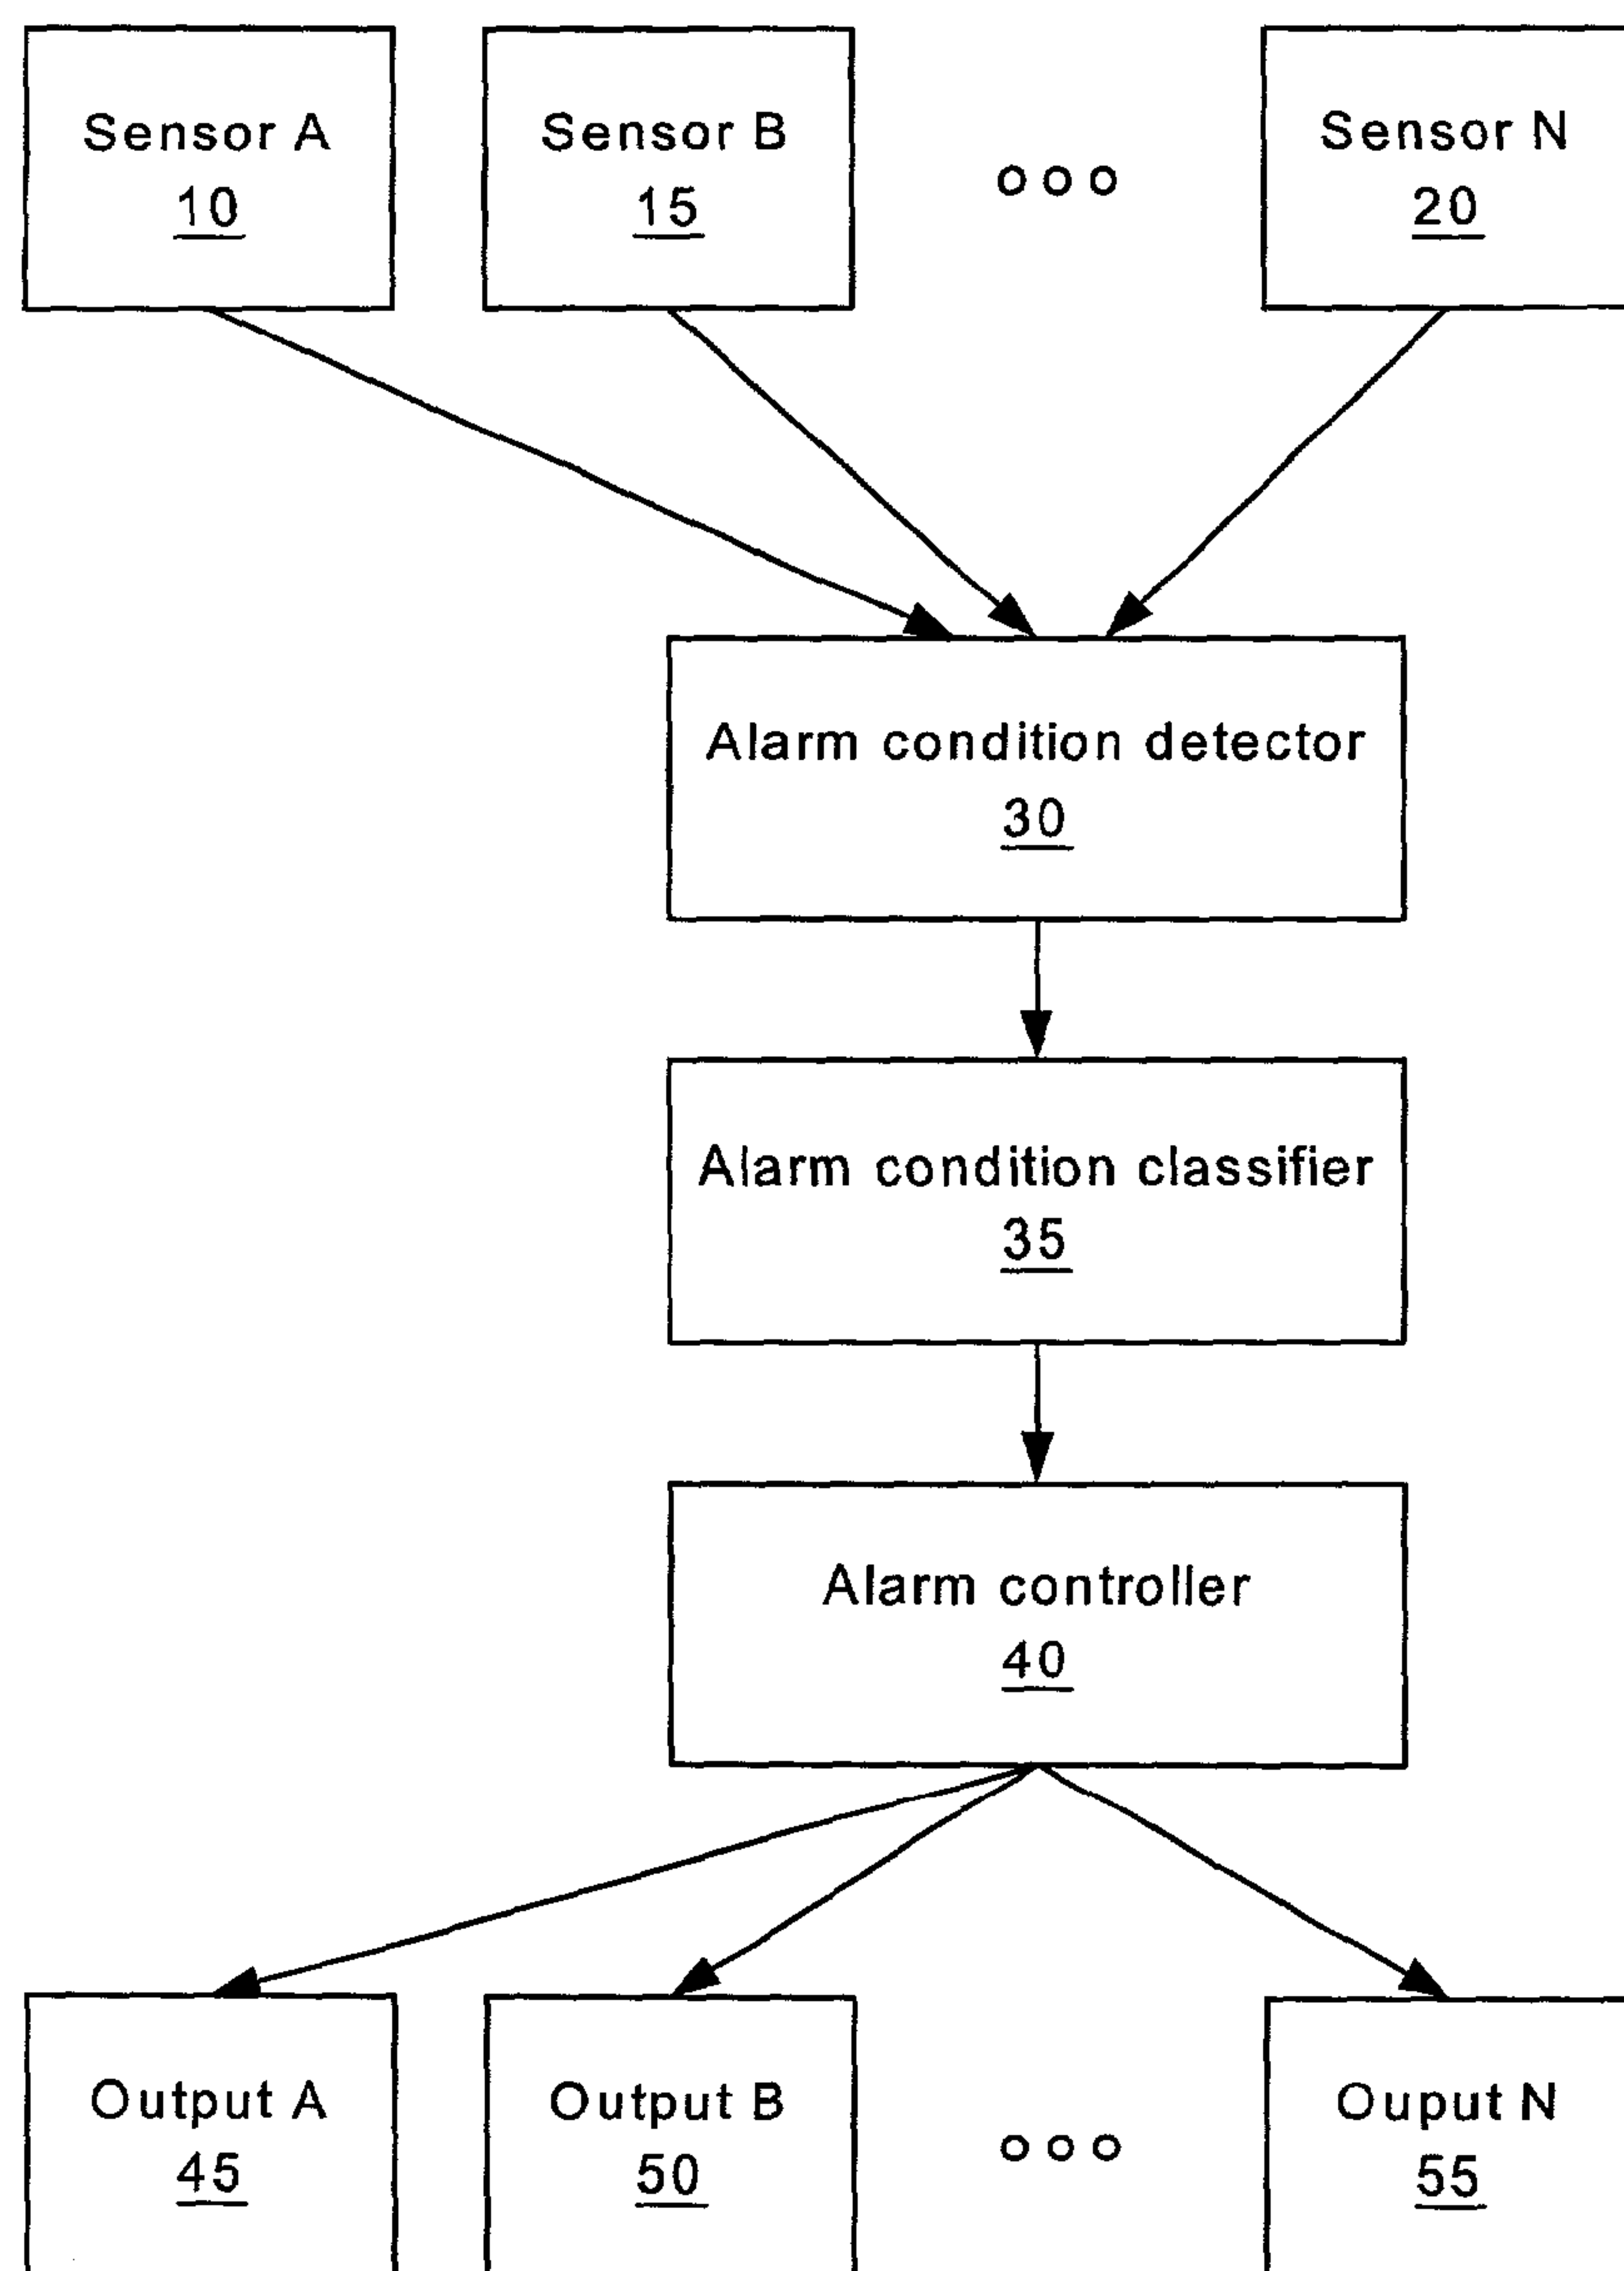 Sensor A
10
Sensor B
15
Sensor N
20
Alarm condition detector
30
Alarm condition classifier
35
Alarm controller
40
Output A
45
Output B
50
Ouput N
55